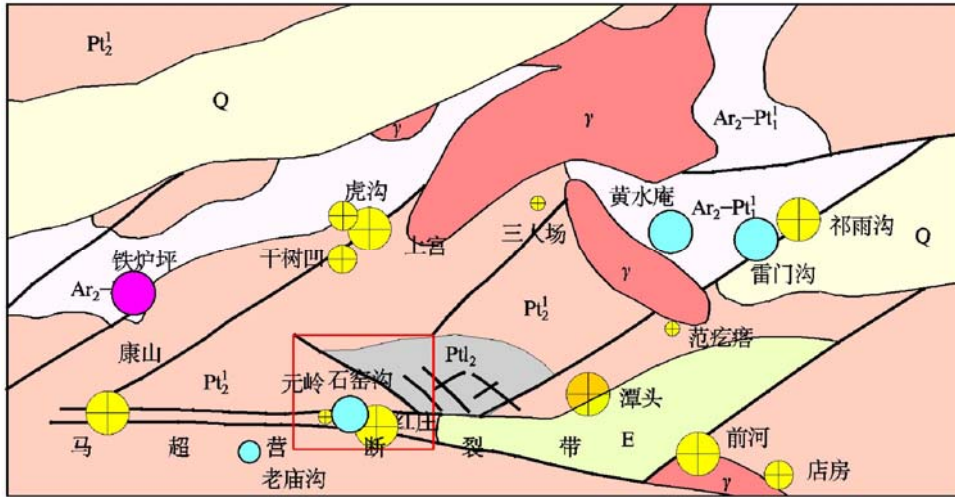 Pt₂¹
Q
γ
γ
Ar₂–Pt₁¹
虎沟
黄水庵
Ar₂–Pt₁¹
祁雨沟
上宫
三人场
干树凹
Q
铁炉坪
雷门沟
Ar₂–
γ
Pt₂¹
康山
范疙瘩
Ptl₂
Pt₂¹
元岭
石窑沟
潭头
红庄
马超营断裂带
E
前河
老庙沟
γ
店房